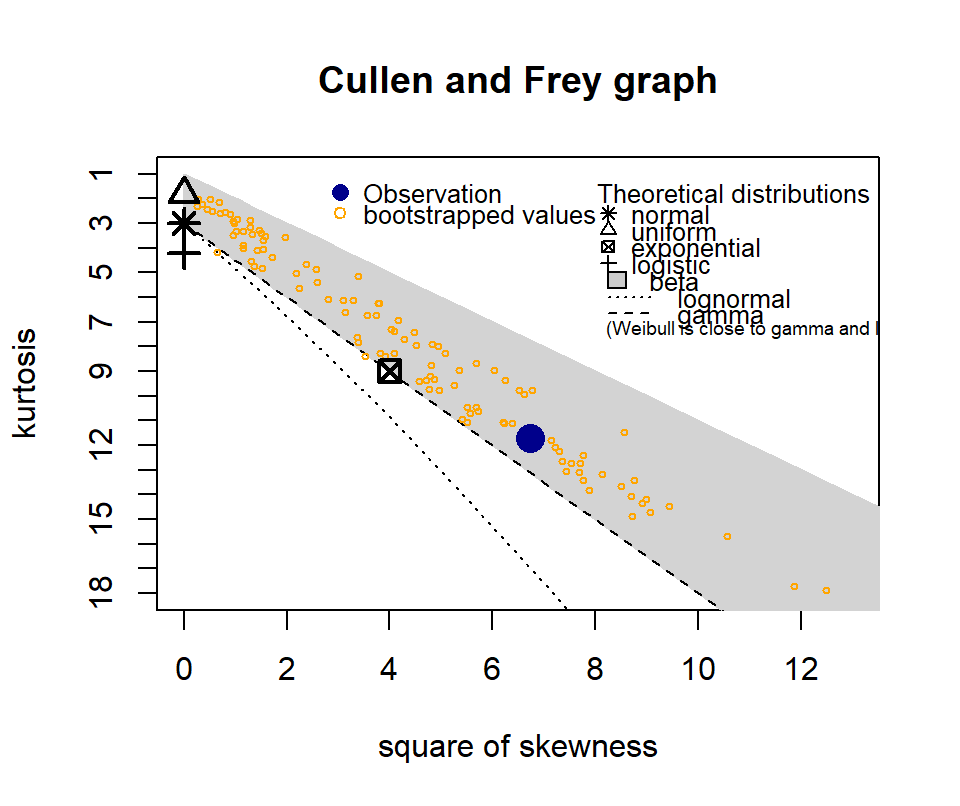 Cullen and Frey graph
kurtosis
1
3
5
7
9
12
15
18
Observation
bootstrapped values
Theoretical distributions
normal
uniform
exponential
logistic
beta
lognormal
gamma
(Weibull is close to gamma and l
0 2 4 6 8 10 12
square of skewness